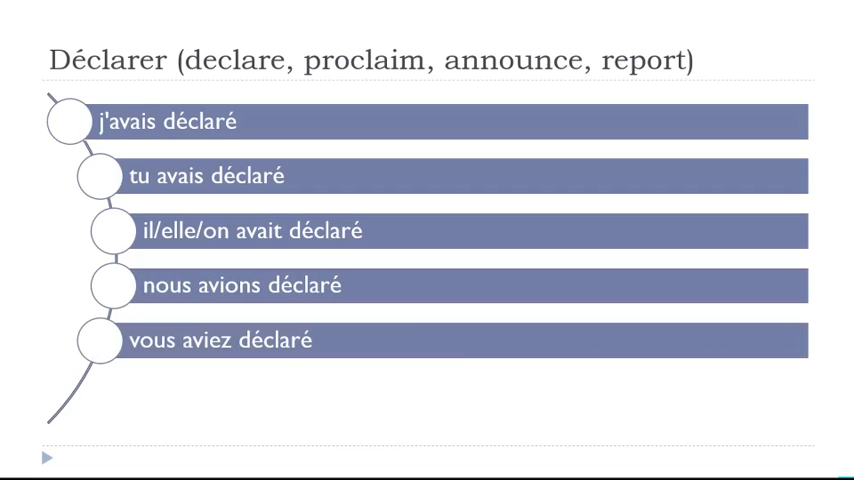 Déclarer (declare, proclaim, announce, report)
j'avais déclaré
tu avais déclaré
il/elle/on avait déclaré
nous avions déclaré
vous aviez déclaré